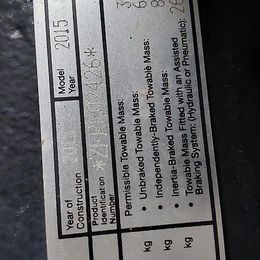 Year of
Construction
Model
Year
2015
Product
Identification
Number
Permissible Towable Mass:
• Unbraked Towable Mass:
kg
• Independently-Braked Towable Mass:
kg
• Inertia-Braked Towable Mass:
kg
• Towable Mass Fitted with an Assisted
Braking System: (Hydraulic or Pneumatic):
kg